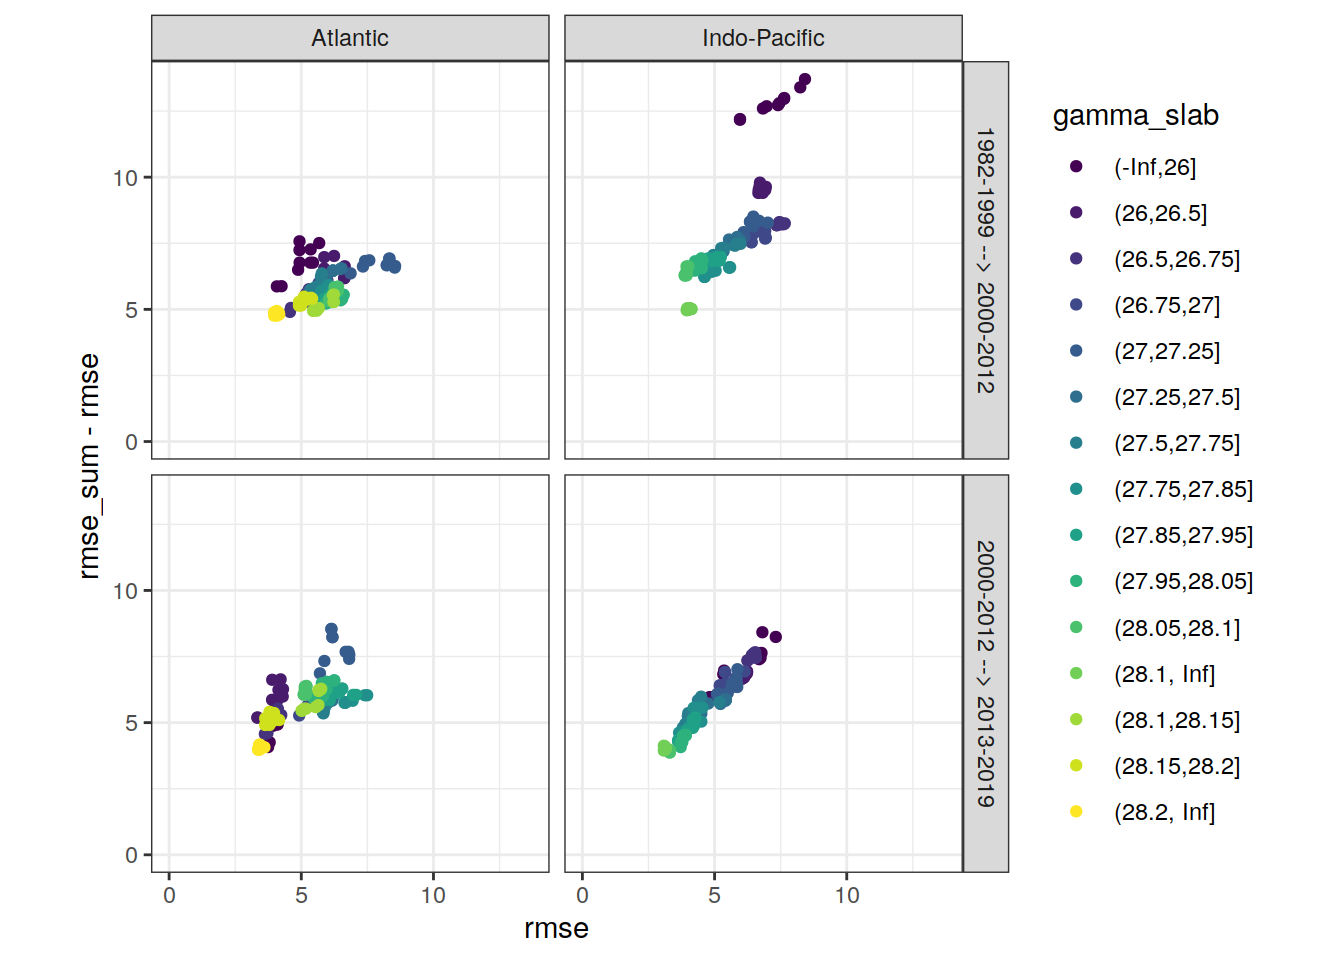 Atlantic
Indo-Pacific
1982-1999 --> 2000-2012
2000-2012 --> 2013-2019
rmse_sum - rmse
10
5
0
10
5
0
0
5
10
0
5
10
rmse
gamma_slab
(-Inf,26]
(26,26.5]
(26.5,26.75]
(26.75,27]
(27,27.25]
(27.25,27.5]
(27.5,27.75]
(27.75,27.85]
(27.85,27.95]
(27.95,28.05]
(28.05,28.1]
(28.1, Inf]
(28.1,28.15]
(28.15,28.2]
(28.2, Inf]